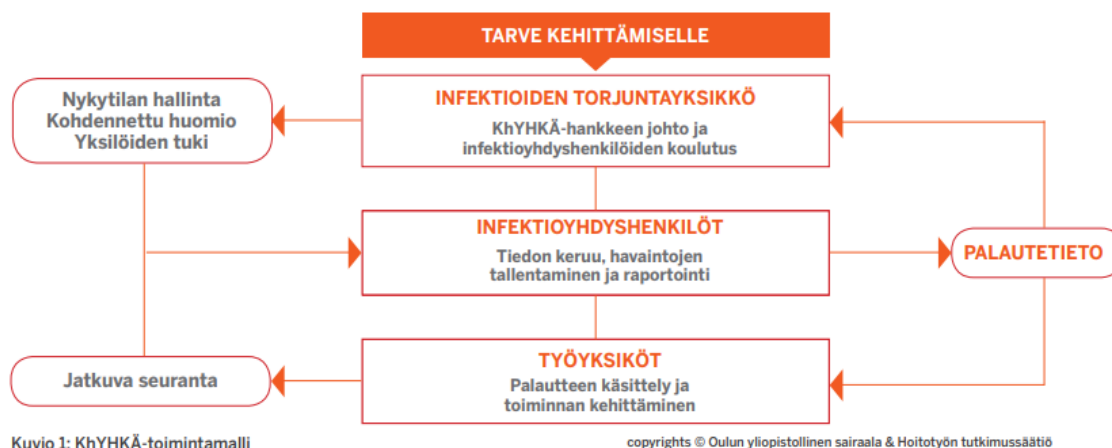 TARVE KEHITTÄMISELLE
Nykytilan hallinta
Kohdennettu huomio
Yksilöiden tuki
INFEKTIOIDEN TORJUNTAYKSIKKÖ
KhYHKÄ-hankkeen johto ja
infektioyhdyshenkilöiden koulutus
INFEKTIOYHDYSHENKILÖT
Tiedon keruu, havaintojen
tallentaminen ja raportointi
PALAUTETIETO
Jatkuva seuranta
TYÖYKSIKÖT
Palautteen käsittely ja
toiminnan kehittäminen
Kuvio 1: KhYHKÄ-toimintamalli
copyrights © Oulun yliopistollinen sairaala & Hoitotyön tutkimussäätiö